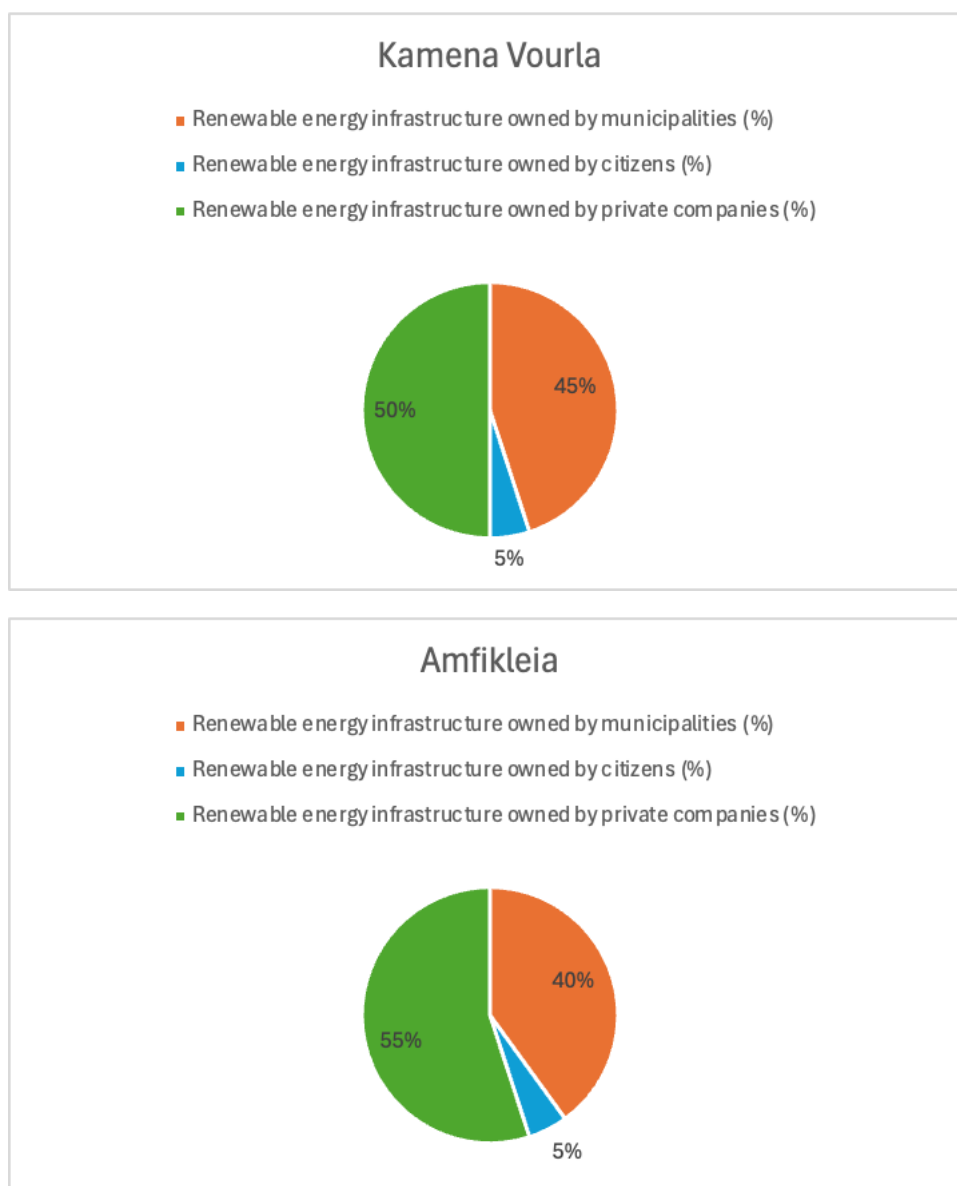 Kamena Vourla
Renewable energy infrastructure owned by municipalities (%)
Renewable energy infrastructure owned by citizens (%)
Renewable energy infrastructure owned by private companies (%)
45%
50%
5%
Amfikleia
Renewable energy infrastructure owned by municipalities (%)
Renewable energy infrastructure owned by citizens (%)
Renewable energy infrastructure owned by private companies (%)
40%
55%
5%